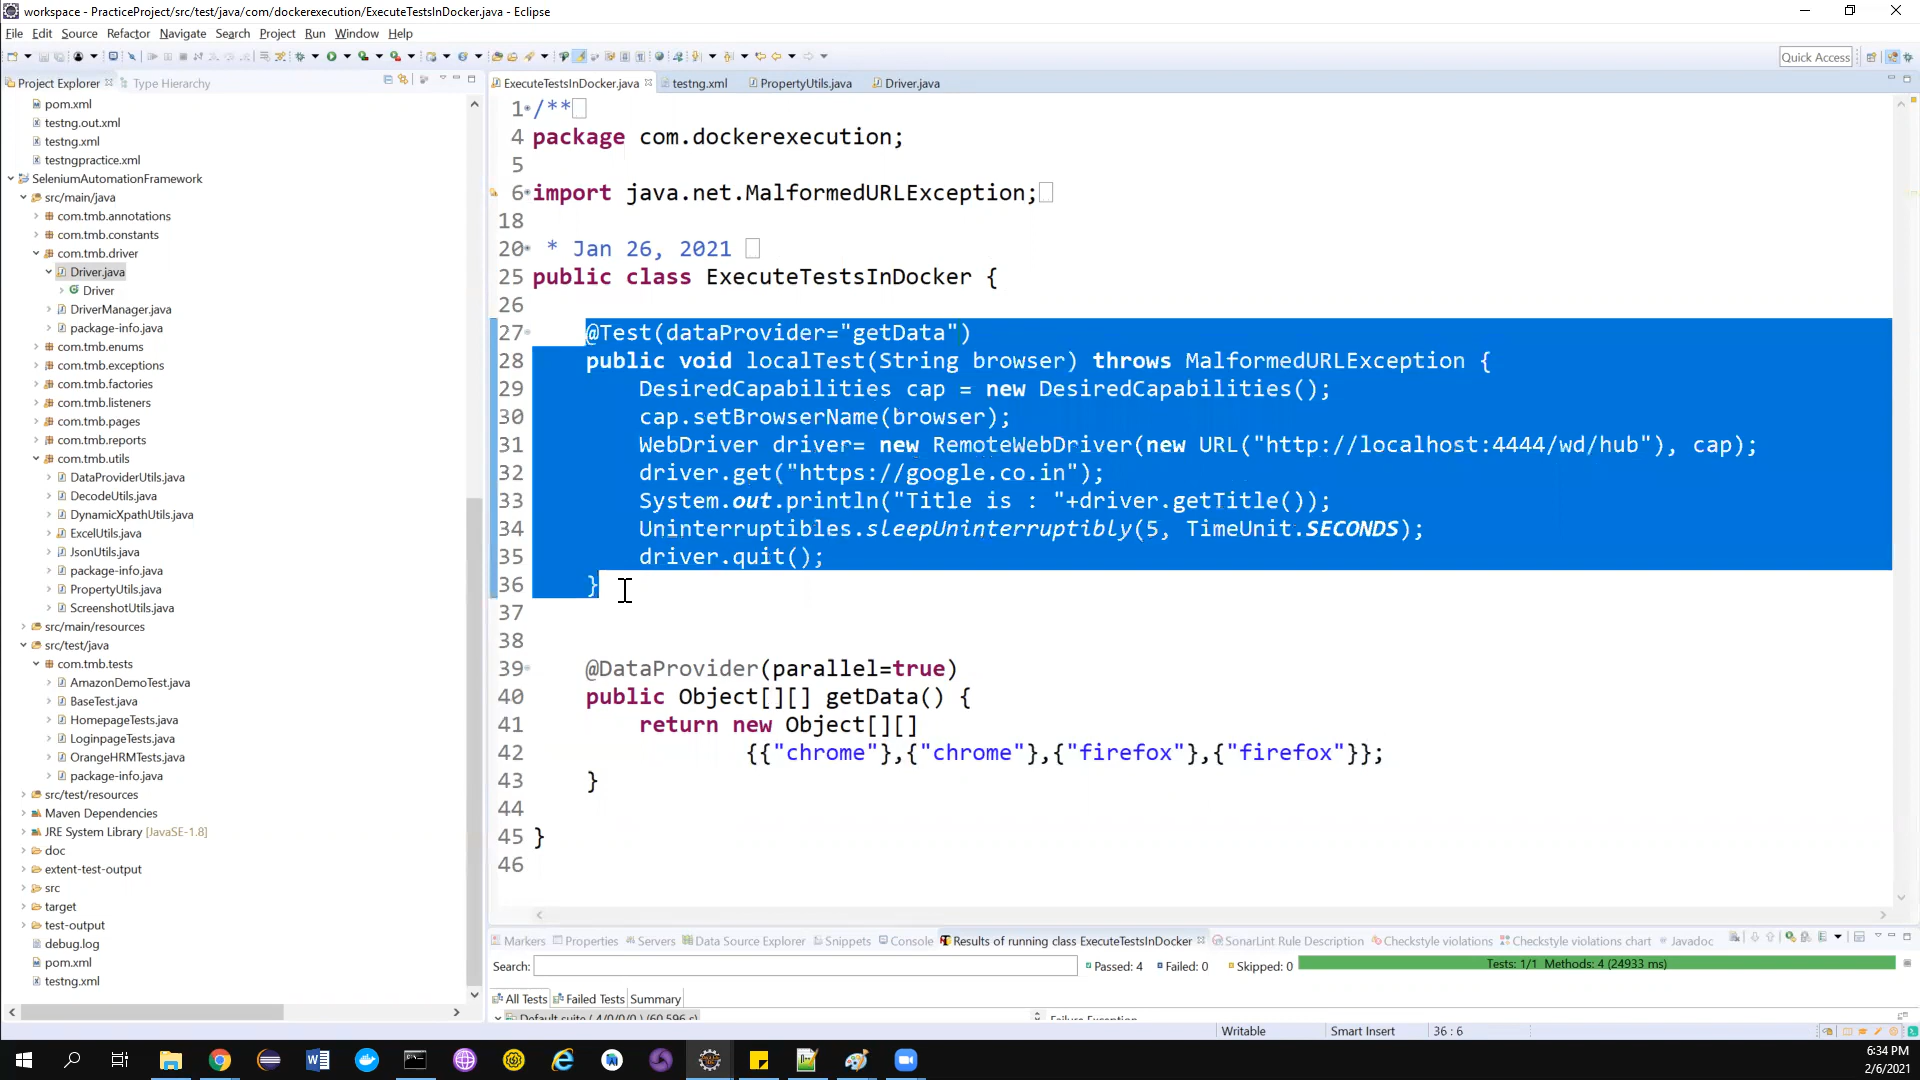 workspace - PracticeProject/src/test/java/com/dockerexecution/ExecuteTestsInDocker.java - Eclipse
File Edit Source Refactor Navigate Search Project Run Window Help
Quick Access
Project Explorer Type Hierarchy
pom.xml
testng.out.xml
testng.xml
testngpractice.xml
SeleniumAutomationFramework
src/main/java
com.tmb.annotations
com.tmb.constants
com.tmb.driver
Driver.java
Driver
DriverManager.java
package-info.java
com.tmb.enums
com.tmb.exceptions
com.tmb.factories
com.tmb.listeners
com.tmb.pages
com.tmb.reports
com.tmb.utils
DataProviderUtils.java
DecodeUtils.java
DynamicXpathUtils.java
ExcelUtils.java
JsonUtils.java
package-info.java
PropertyUtils.java
ScreenshotUtils.java
src/main/resources
src/test/java
com.tmb.tests
AmazonDemoTest.java
BaseTest.java
HomepageTests.java
LoginpageTests.java
OrangeHRMTests.java
package-info.java
src/test/resources
Maven Dependencies
JRE System Library [JavaSE-1.8]
doc
extent-test-output
src
target
test-output
debug.log
pom.xml
testng.xml
ExecuteTestsInDocker.java testng.xml PropertyUtils.java Driver.java
1 /**
4 package com.dockerexecution;
5
6 import java.net.MalformedURLException;
18
20 * Jan 26, 2021
25 public class ExecuteTestsInDocker {
26
27 @Test(dataProvider="getData")
28 public void localTest(String browser) throws MalformedURLException {
29 DesiredCapabilities cap = new DesiredCapabilities();
30 cap.setBrowserName(browser);
31 WebDriver driver= new RemoteWebDriver(new URL("http://localhost:4444/wd/hub"), cap);
32 driver.get("https://google.co.in");
33 System.out.println("Title is : "+driver.getTitle());
34 Uninterruptibles.sleepUninterruptibly(5, TimeUnit.SECONDS);
35 driver.quit();
36 }
37
38
39 @DataProvider(parallel=true)
40 public Object[][] getData() {
41 return new Object[][]
42 {{"chrome"},{"chrome"},{"firefox"},{"firefox"}};
43 }
44
45 }
46
Markers Properties Servers Data Source Explorer Snippets Console Results of running class ExecuteTestsInDocker SonarLint Rule Description Checkstyle violations Checkstyle violations chart Javadoc
Search: Passed: 4 Failed: 0 Skipped: 0 Tests: 1/1 Methods: 4 (24933 ms)
All Tests Failed Tests Summary
Default suite ( 4/0/0/0 ) (60.596 s) Failure Exception
Writable Smart Insert 36 : 6
6:34 PM
2/6/2021